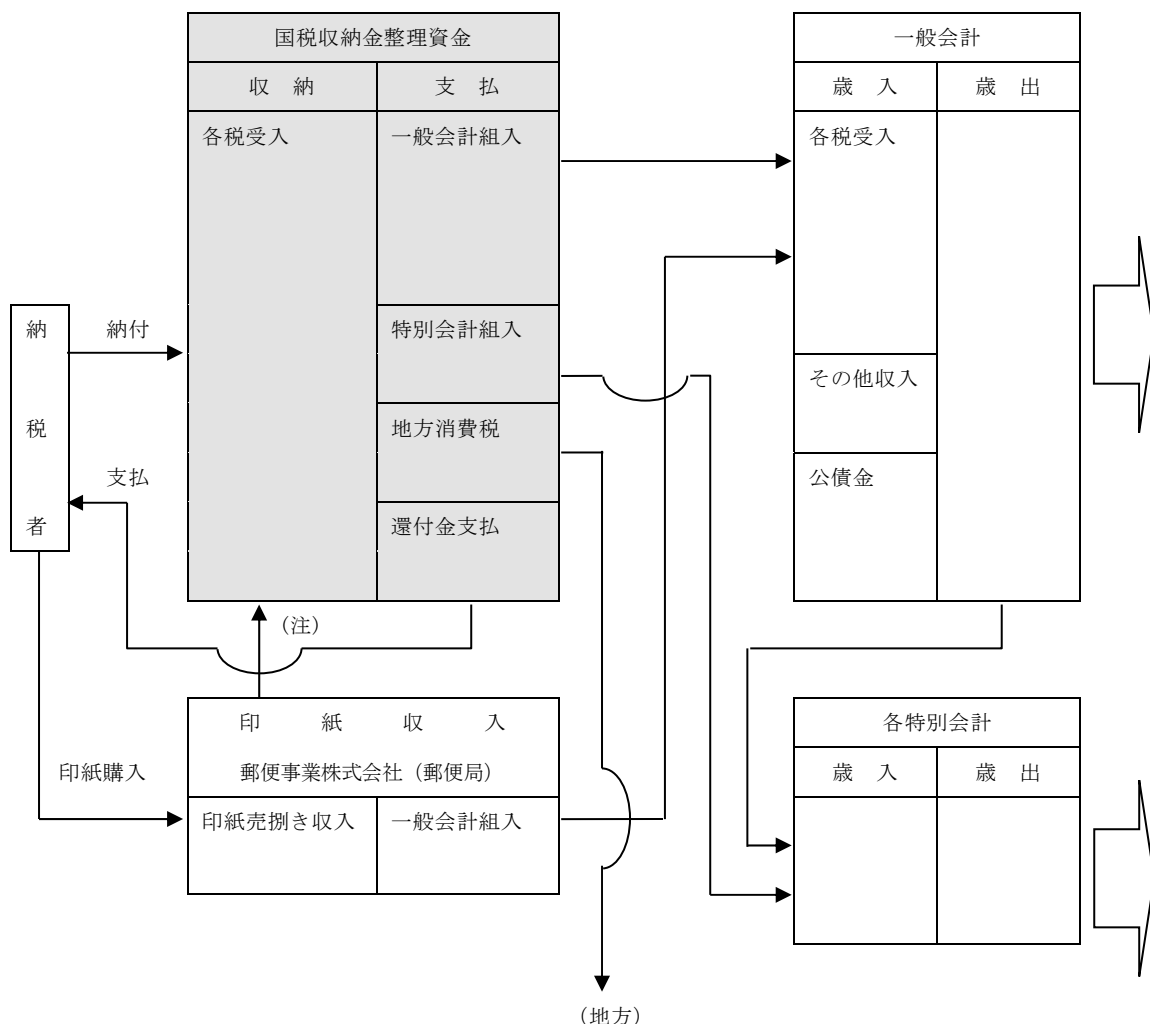 国税収納金整理資金
収 納
支 払
各税受入
一般会計組入
特別会計組入
地方消費税
還付金支払
一般会計
歳 入
歳 出
各税受入
その他収入
公債金
納税者
納付
支払
(注)
印 紙 収 入
郵便事業株式会社(郵便局)
印紙購入
印紙売捌き収入
一般会計組入
各特別会計
歳 入
歳 出
(地方)